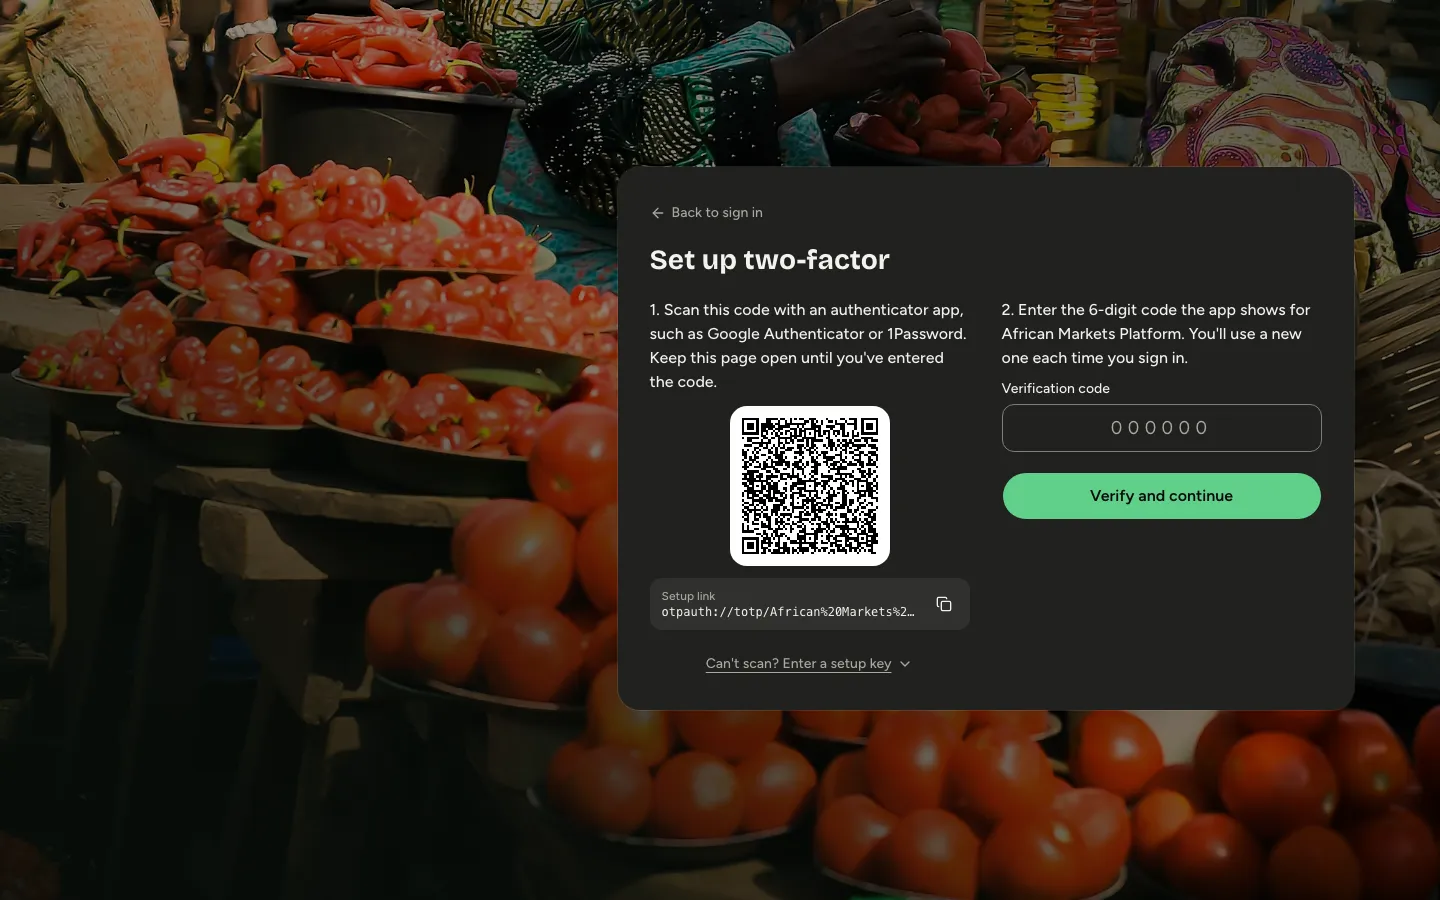 Back to sign in
Set up two-factor
1. Scan this code with an authenticator app,
such as Google Authenticator or 1Password.
Keep this page open until you've entered
the code.
Setup link
otpauth://totp/African%20Markets%2…
Can't scan? Enter a setup key
2. Enter the 6-digit code the app shows for
African Markets Platform. You'll use a new
one each time you sign in.
Verification code
000000
Verify and continue